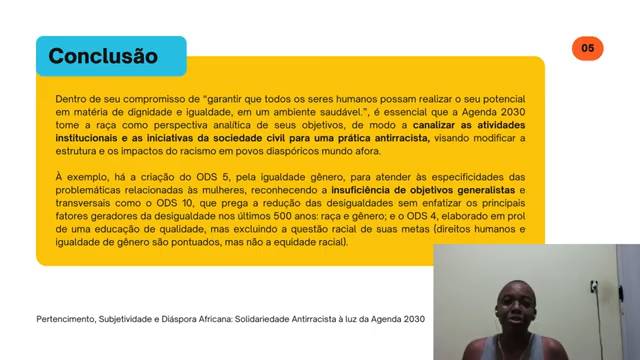 Conclusão
05
Dentro de seu compromisso de “garantir que todos os seres humanos possam realizar o seu potencial
em matéria de dignidade e igualdade, em um ambiente saudável.”, é essencial que a Agenda 2030
tome a raça como perspectiva analítica de seus objetivos, de modo a canalizar as atividades
institucionais e as iniciativas da sociedade civil para uma prática antirracista, visando modificar a
estrutura e os impactos do racismo em povos diaspóricos mundo afora.
À exemplo, há a criação do ODS 5, pela igualdade gênero, para atender às especificidades das
problemáticas relacionadas às mulheres, reconhecendo a insuficiência de objetivos generalistas e
transversais como o ODS 10, que prega a redução das desigualdades sem enfatizar os principais
fatores geradores da desigualdade nos últimos 500 anos: raça e gênero; e o ODS 4, elaborado em prol
de uma educação de qualidade, mas excluindo a questão racial de suas metas (direitos humanos e
igualdade de gênero são pontuados, mas não a equidade racial).
Pertencimento, Subjetividade e Diáspora Africana: Solidariedade Antirracista à luz da Agenda 2030